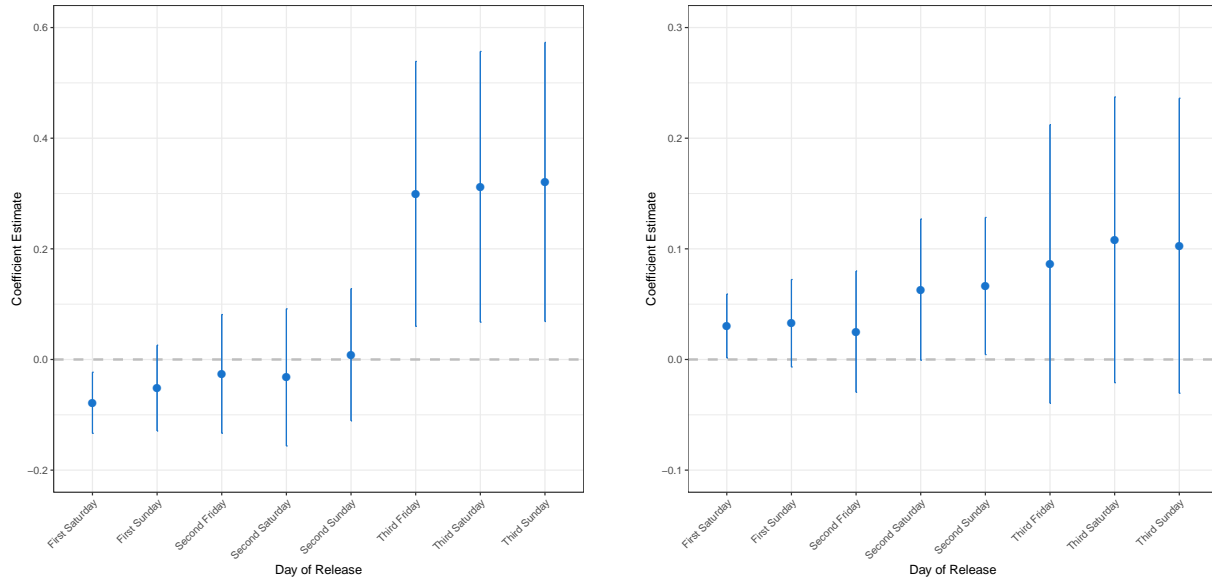 0.6
0.4
0.2
0.0
−0.2
Coefficient Estimate
First Saturday
First Sunday
Second Friday
Second Saturday
Second Sunday
Third Friday
Third Saturday
Third Sunday
Day of Release
0.3
0.2
0.1
0.0
−0.1
Coefficient Estimate
First Saturday
First Sunday
Second Friday
Second Saturday
Second Sunday
Third Friday
Third Saturday
Third Sunday
Day of Release